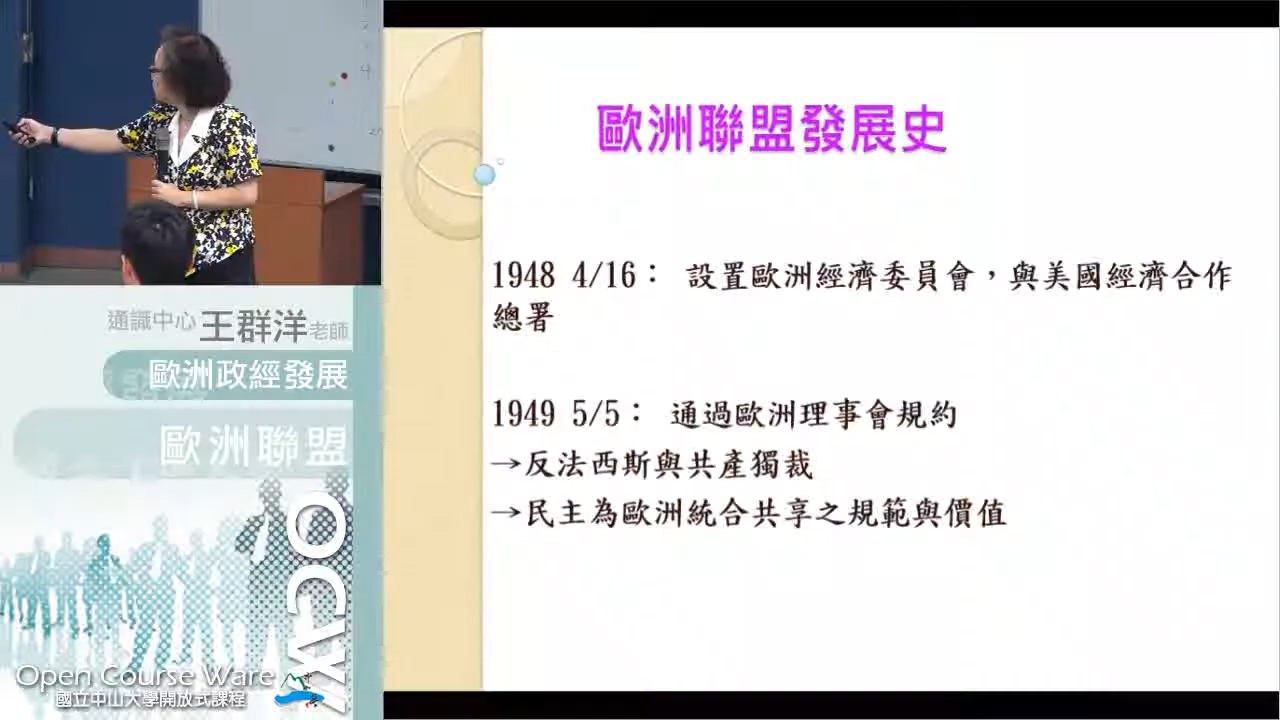 通識中心 王群洋 老師
歐洲政經發展
歐洲聯盟
OCW
Open Course Ware
國立中山大學開放式課程
歐洲聯盟發展史
1948 4/16： 設置歐洲經濟委員會，與美國經濟合作
總署
1949 5/5： 通過歐洲理事會規約
→反法西斯與共產獨裁
→民主為歐洲統合共享之規範與價值